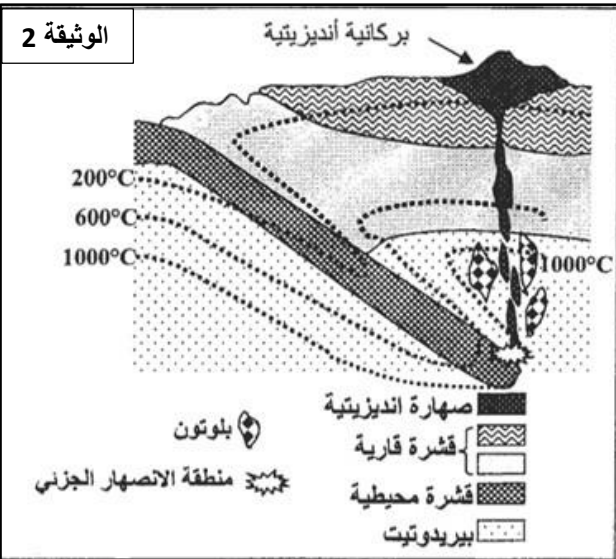 الوثيقة 2
بركانية أنديزيتية
200°C
600°C
1000°C
1000°C
صهارة انديزيتية
قشرة قارية
قشرة محيطية
بيريدوتيت
بلوتون
منطقة الانصهار الجزئي